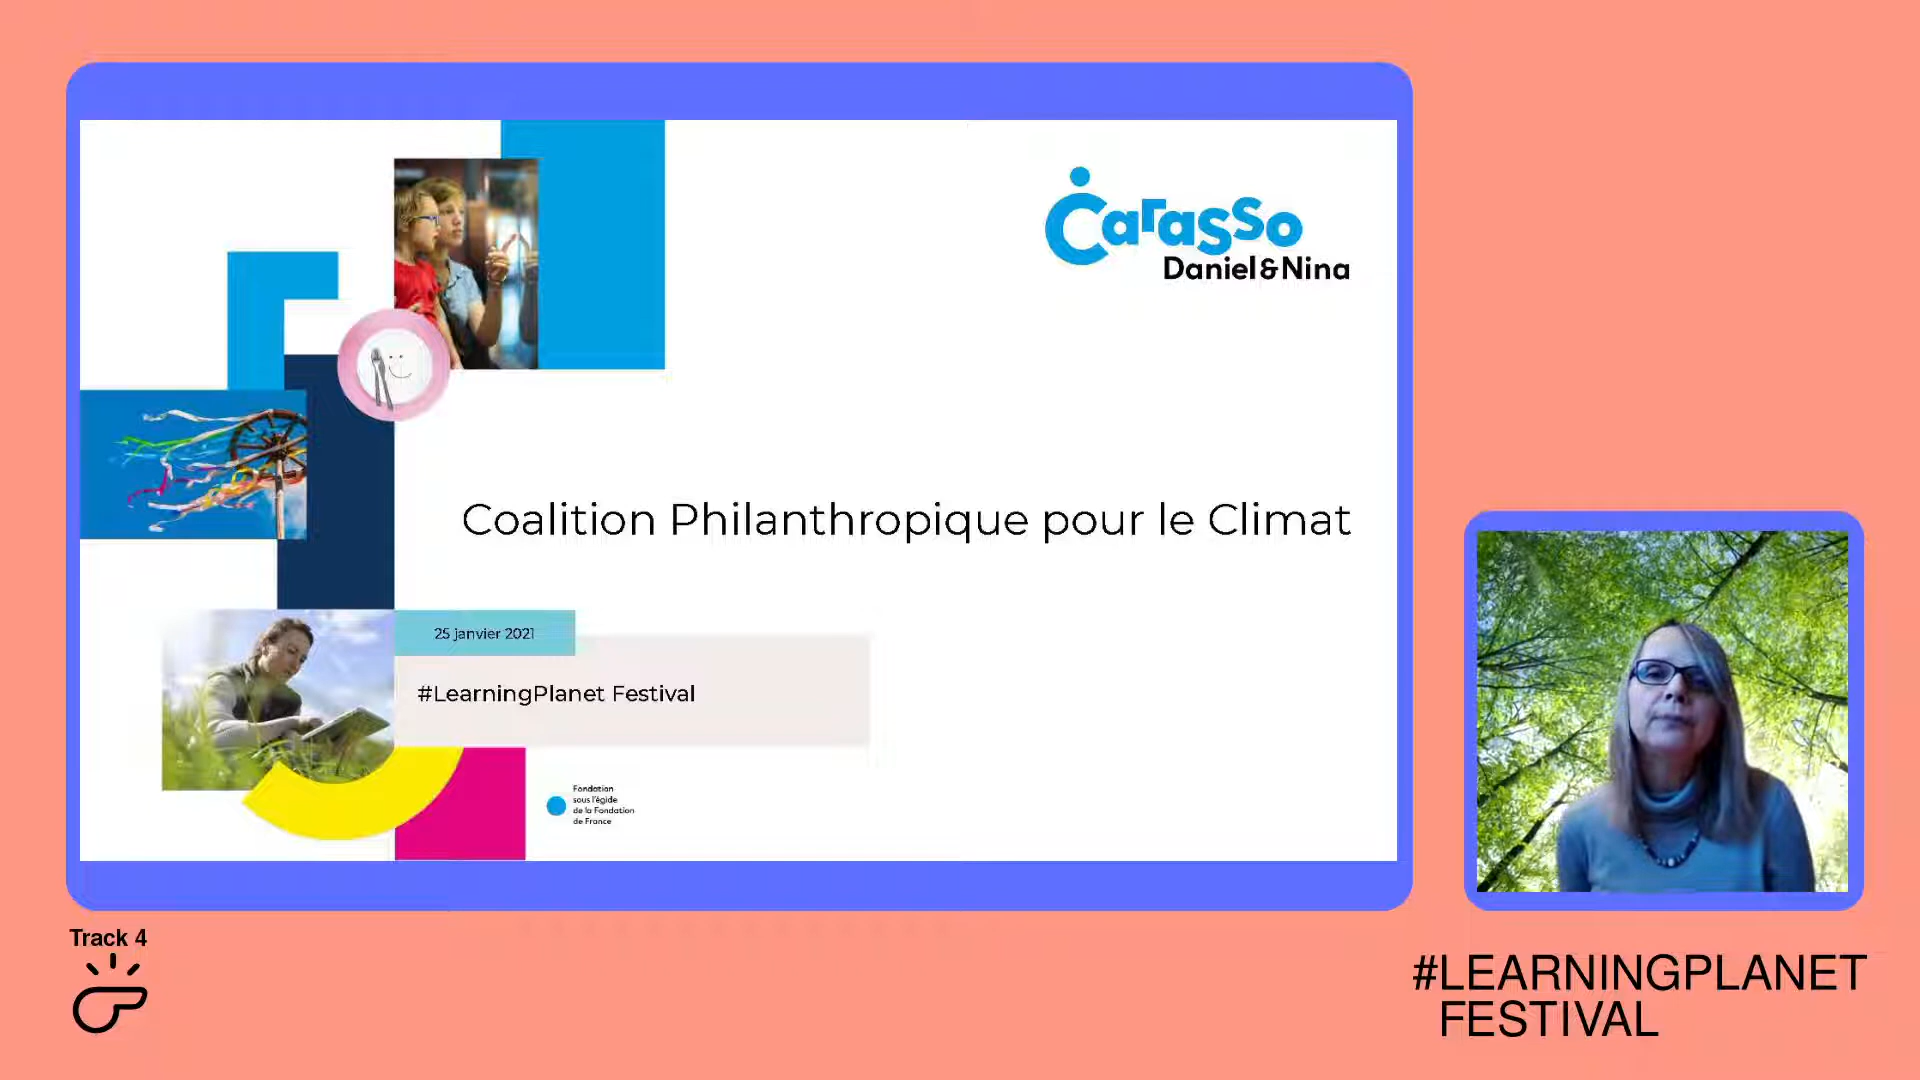 Carasso
Daniel&Nina
Coalition Philanthropique pour le Climat
25 janvier 2021
#LearningPlanet Festival
Fondation
sous l'égide
de la Fondation
de France
Track 4
#LEARNINGPLANET
FESTIVAL